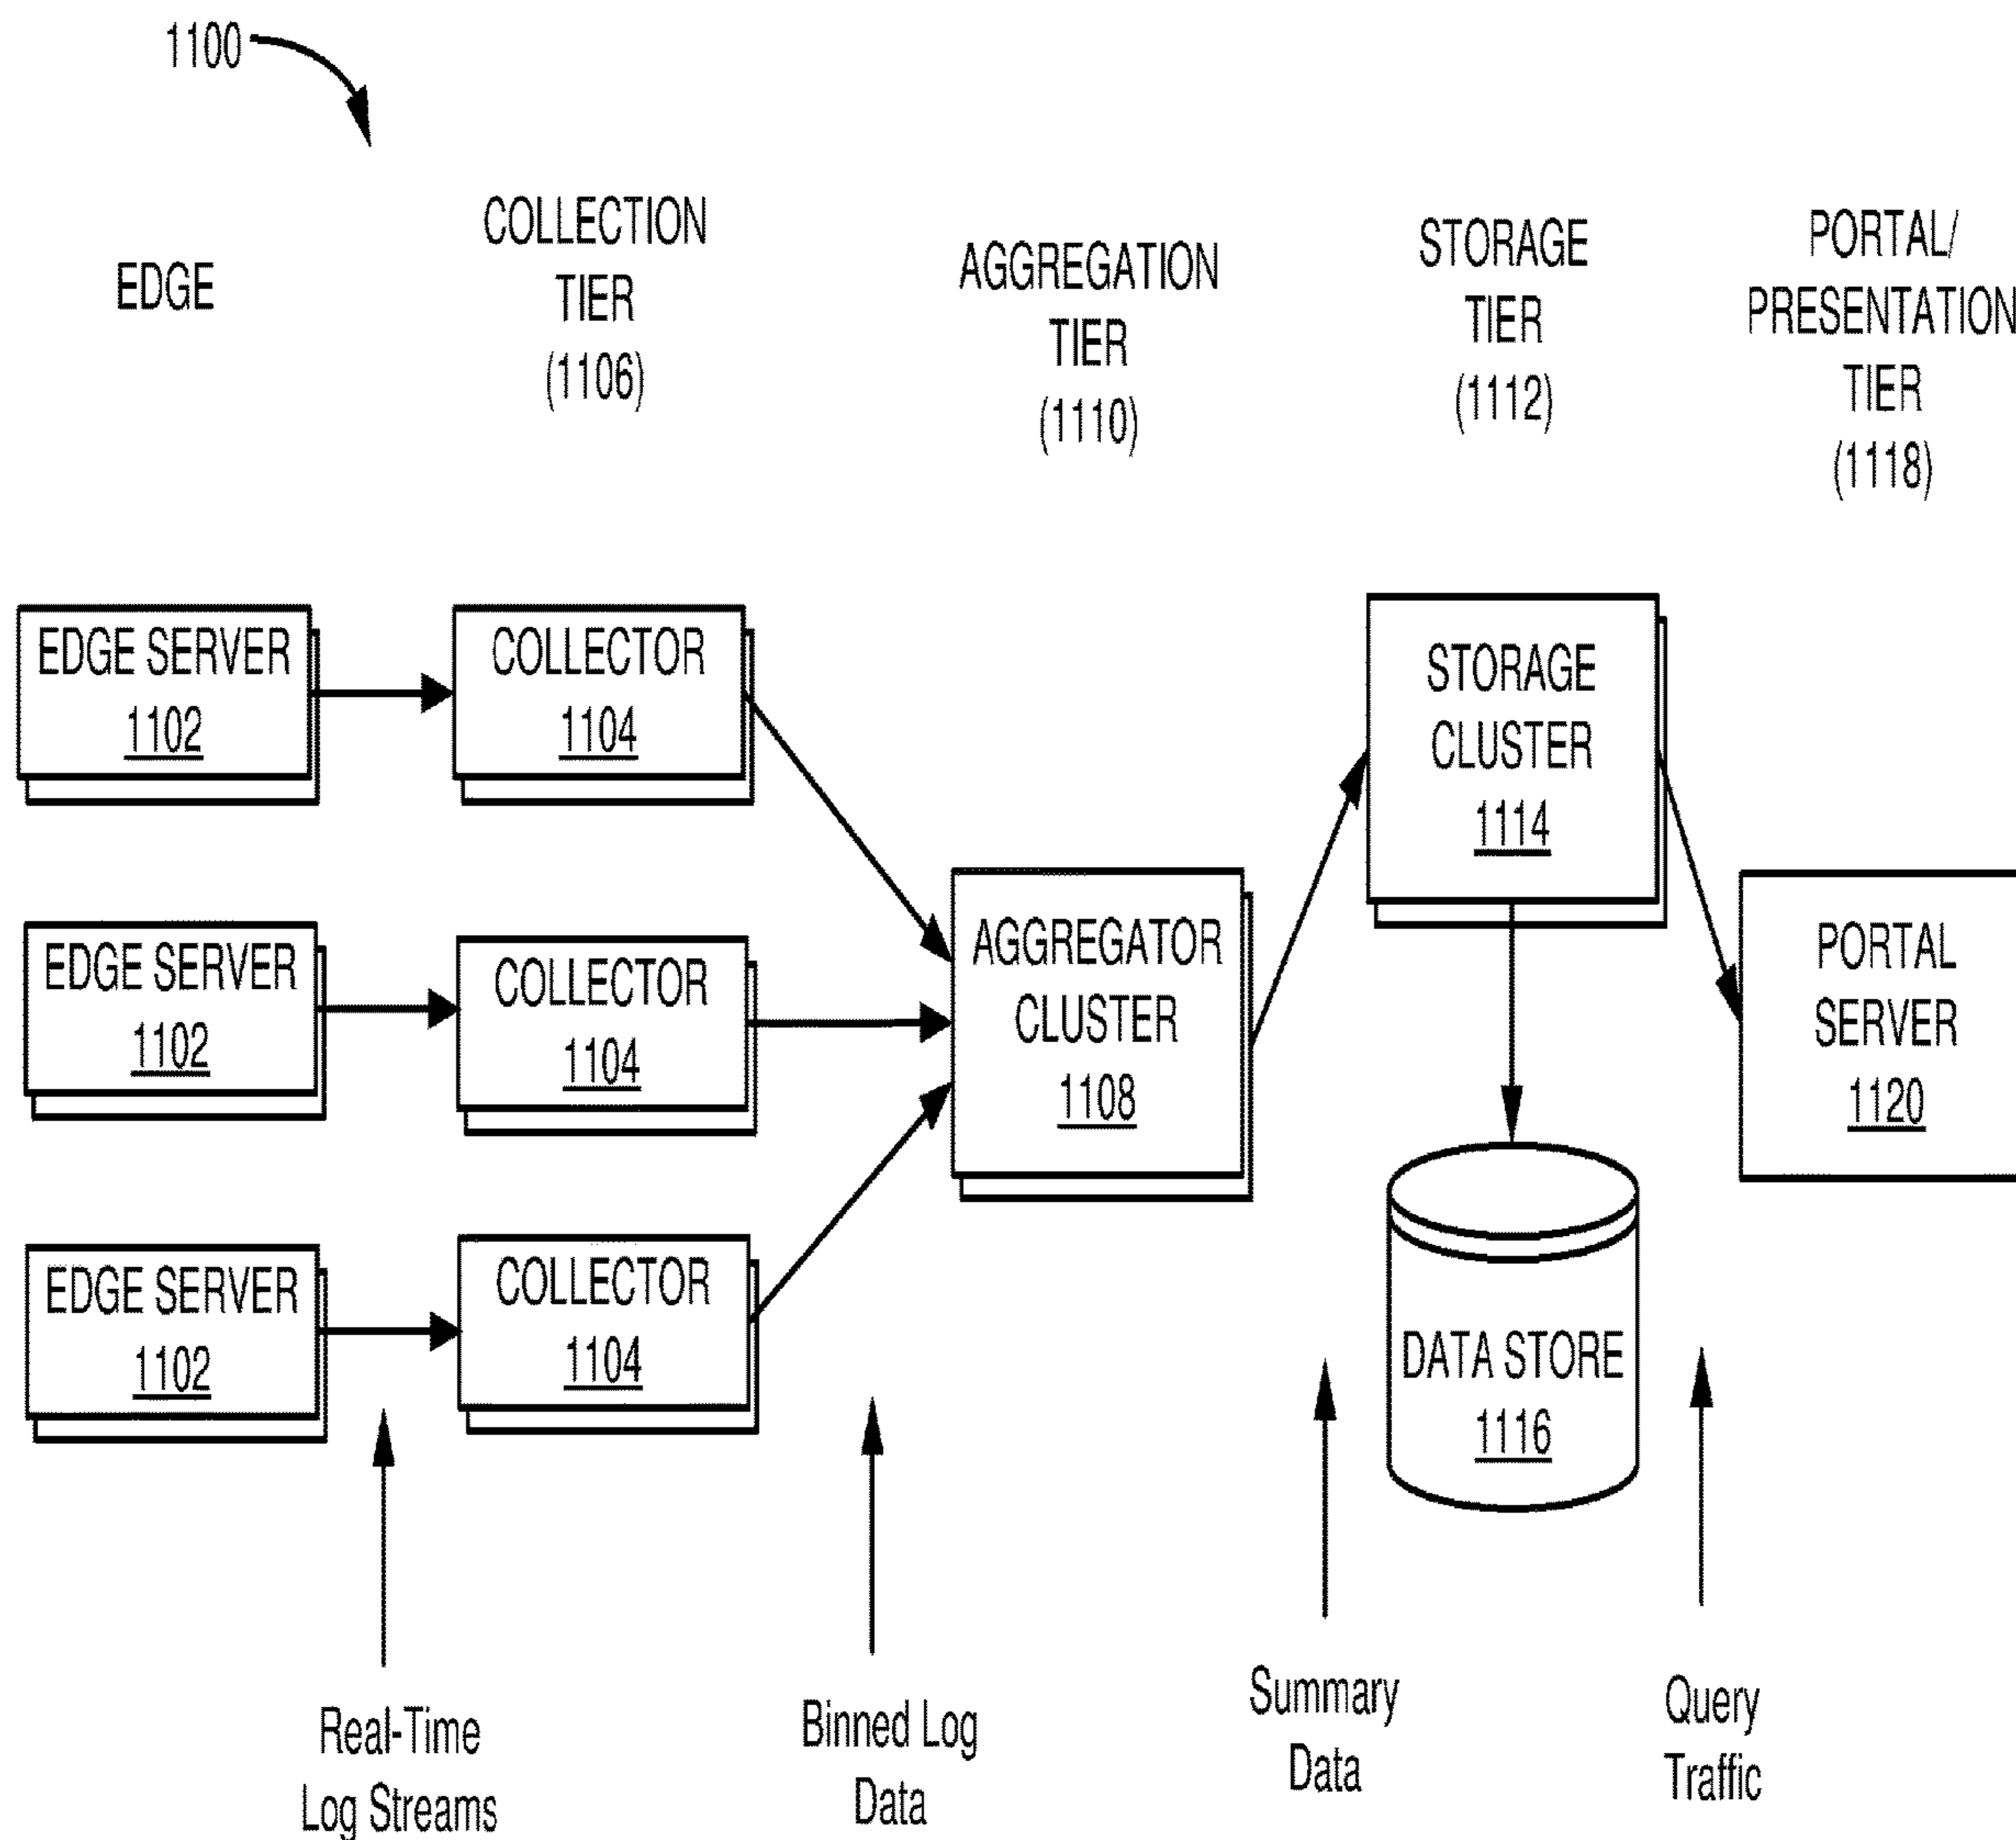 1100
EDGE
COLLECTION
TIER
(1106)
AGGREGATION
TIER
(1110)
STORAGE
TIER
(1112)
PORTAL/
PRESENTATION
TIER
(1118)
EDGE SERVER
1102
COLLECTOR
1104
EDGE SERVER
1102
COLLECTOR
1104
EDGE SERVER
1102
COLLECTOR
1104
AGGREGATOR
CLUSTER
1108
STORAGE
CLUSTER
1114
DATA STORE
1116
PORTAL
SERVER
1120
Real-Time
Log Streams
Binned Log
Data
Summary
Data
Query
Traffic